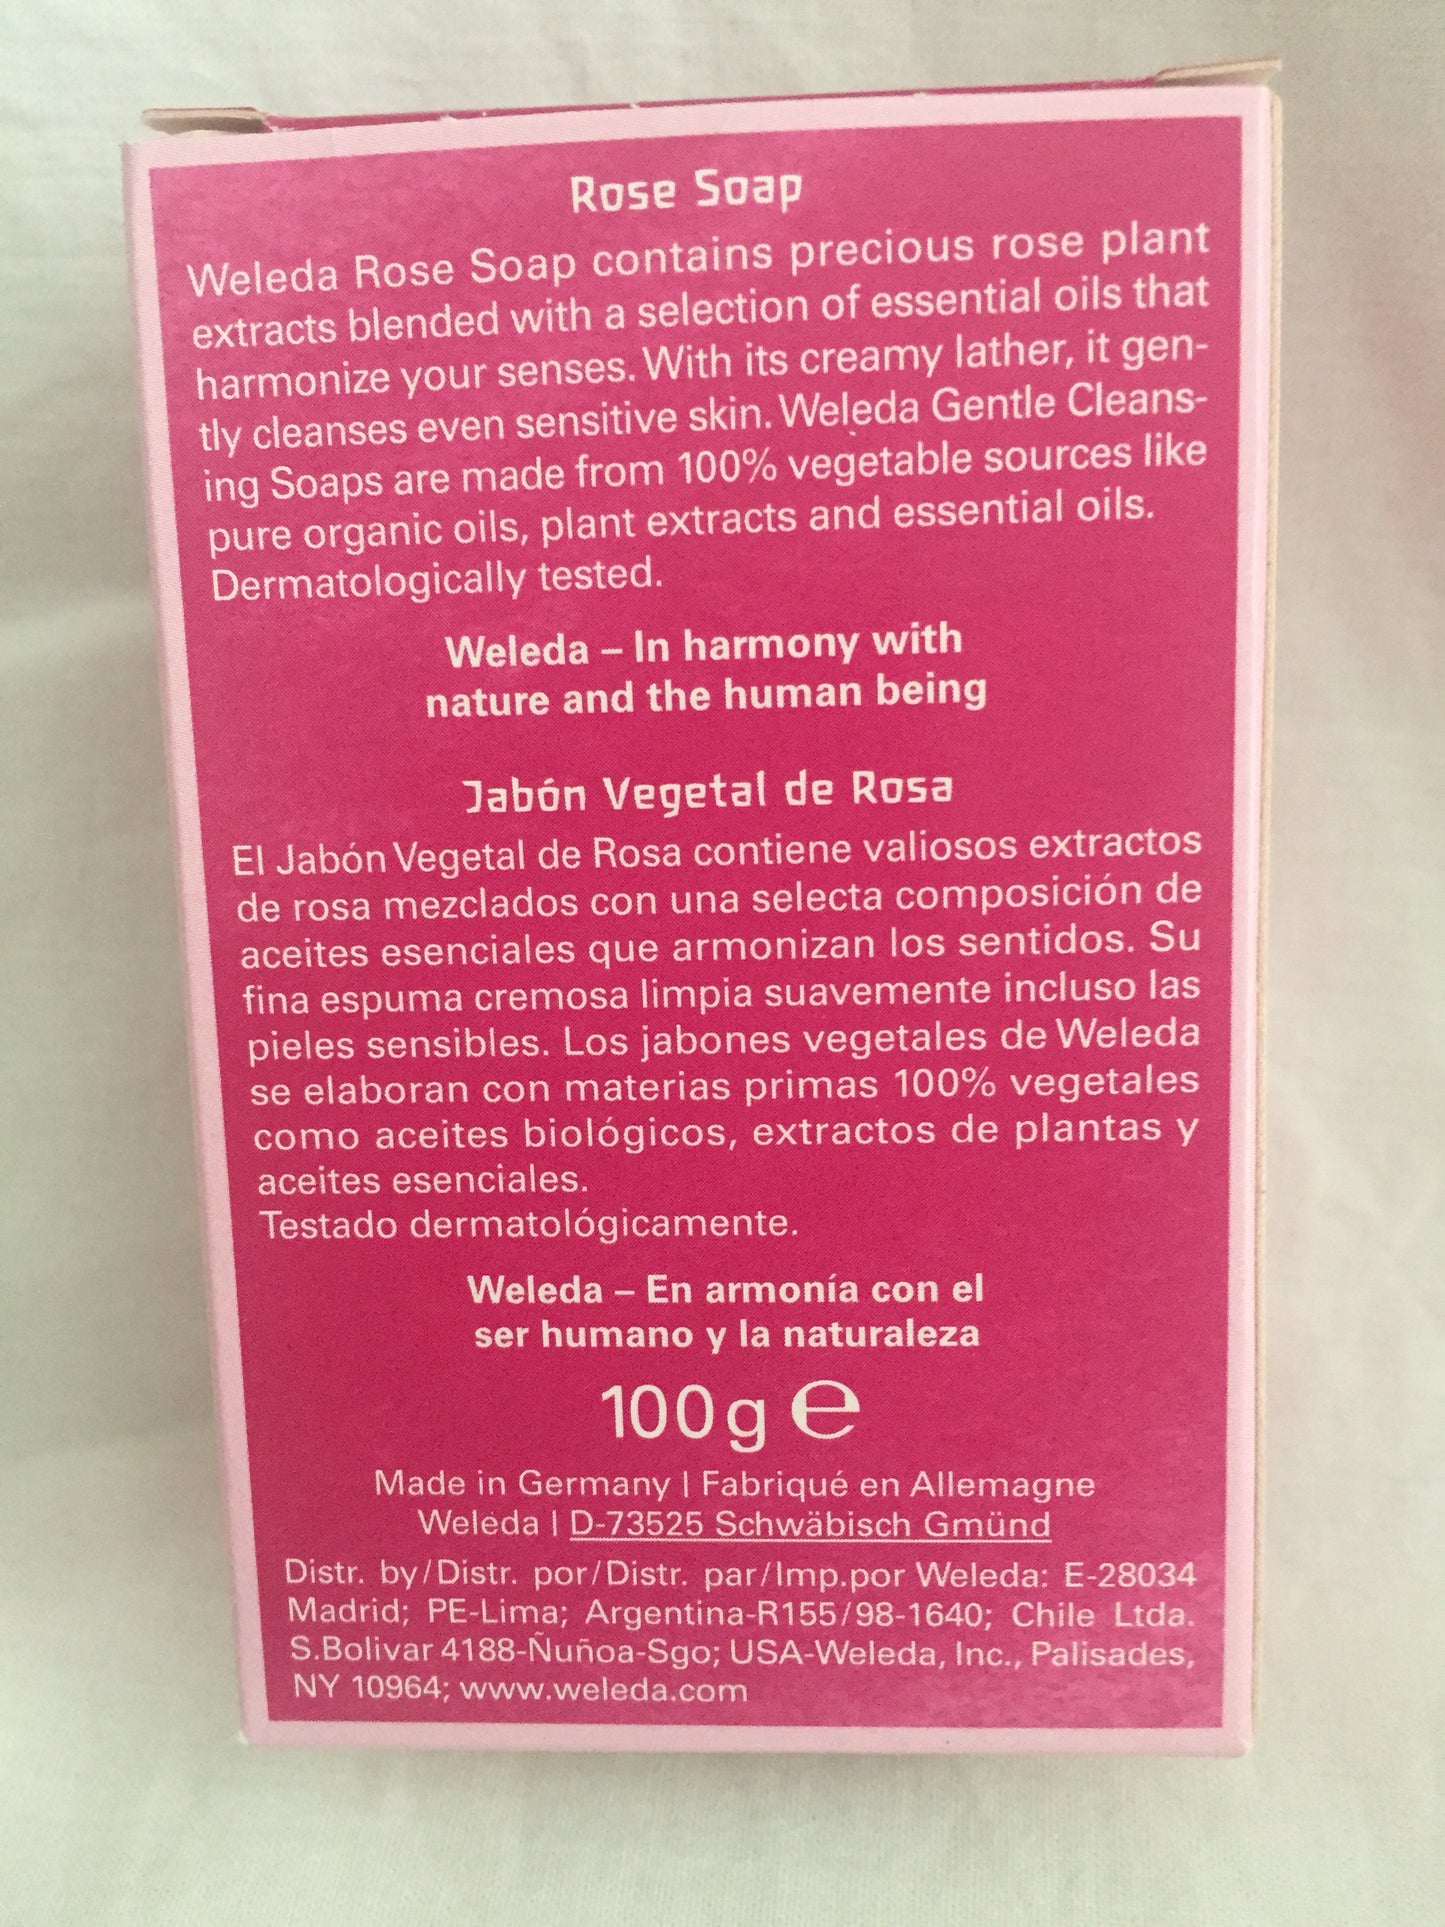 Rose Soap
Weleda Rose Soap contains precious rose plant
extracts blended with a selection of essential oils that
harmonize your senses. With its creamy lather, it gen-
tly cleanses even sensitive skin. Weleda Gentle Cleans-
ing Soaps are made from 100% vegetable sources like
pure organic oils, plant extracts and essential oils.
Dermatologically tested.
Weleda – In harmony with
nature and the human being
Jabón Vegetal de Rosa
El Jabón Vegetal de Rosa contiene valiosos extractos
de rosa mezclados con una selecta composición de
aceites esenciales que armonizan los sentidos. Su
fina espuma cremosa limpia suavemente incluso las
pieles sensibles. Los jabones vegetales de Weleda
se elaboran con materias primas 100% vegetales
como aceites biológicos, extractos de plantas y
aceites esenciales.
Testado dermatológicamente.
Weleda – En armonía con el
ser humano y la naturaleza
100g ℮
Made in Germany | Fabriqué en Allemagne
Weleda | D-73525 Schwäbisch Gmünd
Distr. by/Distr. por/Distr. par/Imp.por Weleda: E-28034
Madrid; PE-Lima; Argentina-R155/98-1640; Chile Ltda.
S.Bolivar 4188-Ñuñoa-Sgo; USA-Weleda, Inc., Palisades,
NY 10964; www.weleda.com